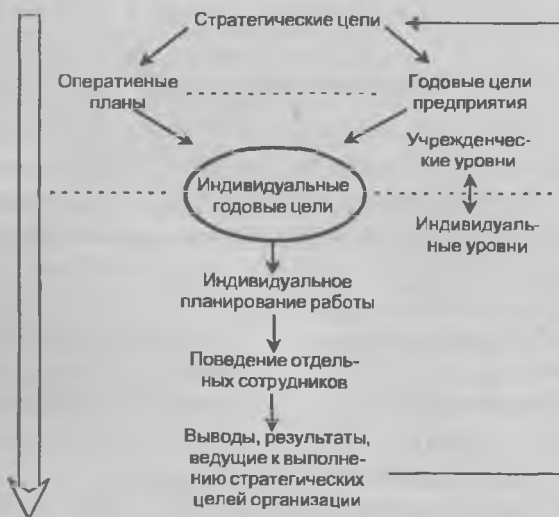 Стратегические цели
Оперативные
планы
Годовые цели
предприятия
Учрежденчес-
кие уровни
Индивидуальные
годовые цели
Индивидуаль-
ные уровни
Индивидуальное
планирование работы
Поведение отдель-
ных сотрудников
Выводы, результаты,
ведущие к выполне-
нию стратегических
целей организации